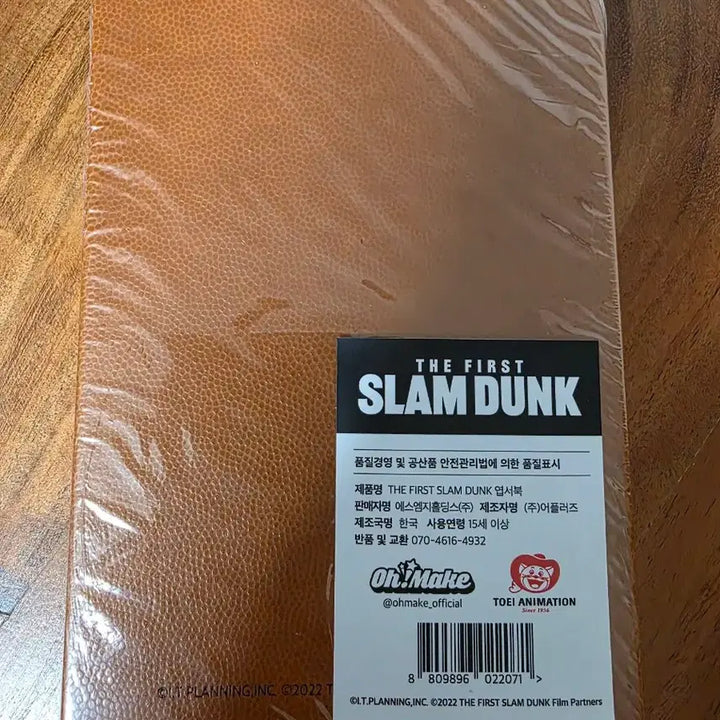 THE FIRST
SLAM DUNK
품질경영 및 공산품 안전관리법에 의한 품질표시
제품명 THE FIRST SLAM DUNK 엽서북
판매자명 에스엠지홀딩스(주) 제조자명 (주)어플러즈
제조국명 한국 사용연령 15세 이상
반품 및 교환 070-4616-4932
Oh!Make
@ohmake_official
TOEI ANIMATION
Since 1956
8 809896 022071 >
©I.T.PLANNING,INC. ©2022 THE FIRST SLAM DUNK Film Partners
©I.T.PLANNING,INC. ©2022 T